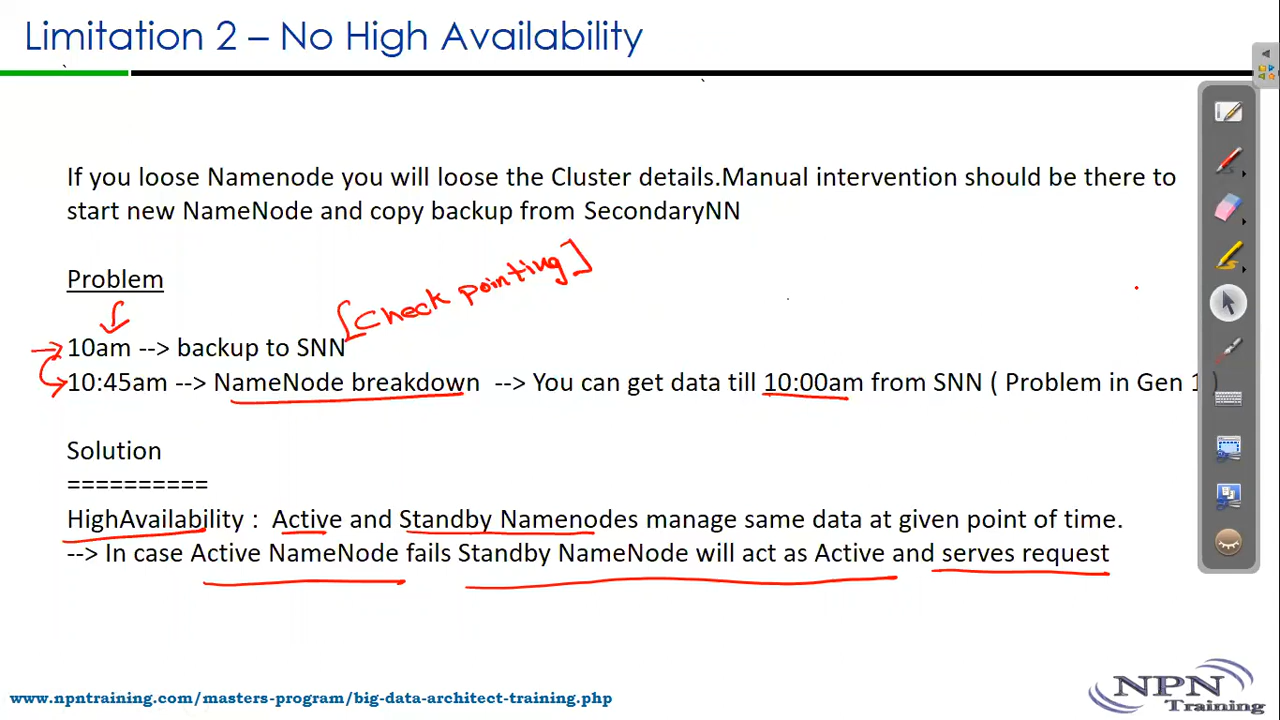 Limitation 2 – No High Availability
If you loose Namenode you will loose the Cluster details.Manual intervention should be there to
start new NameNode and copy backup from SecondaryNN
Problem
[Check pointing]
10am --> backup to SNN
10:45am --> NameNode breakdown --> You can get data till 10:00am from SNN ( Problem in Gen 1 )
Solution
==========
HighAvailability : Active and Standby Namenodes manage same data at given point of time.
--> In case Active NameNode fails Standby NameNode will act as Active and serves request
www.npntraining.com/masters-program/big-data-architect-training.php
NPN
Training